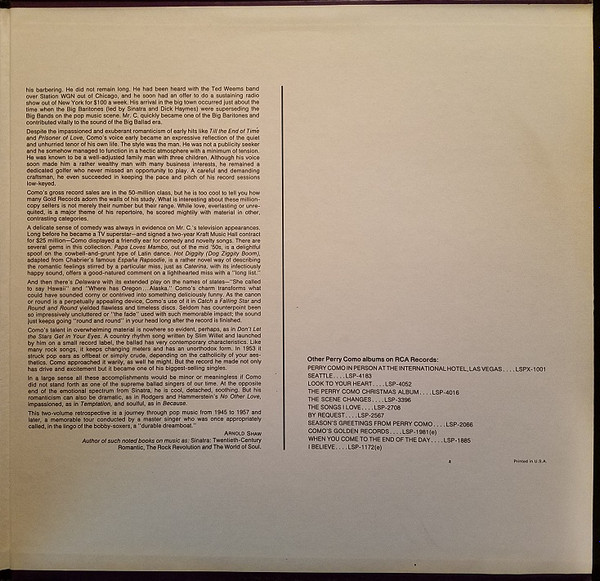 his barbering. He did not remain long. He had been heard with the Ted Weems band
over Station WGN out of Chicago, and he soon had an offer to do a sustaining radio
show out of New York for $100 a week. His arrival in the big town occurred just about the
time when the Big Baritones (led by Sinatra and Dick Haymes) were superseding the
Big Bands on the pop music scene. Mr. C. quickly became one of the Big Baritones and
contributed vitally to the sound of the Big Ballad era.
Despite the impassioned and exuberant romanticism of early hits like Till the End of Time
and Prisoner of Love, Como's voice early became an expressive reflection of the quiet
and unhurried tenor of his own life. The style was the man. He was not a publicity seeker
and he somehow managed to function in a hectic atmosphere with a minimum of tension.
He was known to be a well-adjusted family man with three children. Although his voice
soon made him a rather wealthy man with many business interests, he remained a
dedicated golfer who never missed an opportunity to play. A careful and demanding
craftsman, he even succeeded in keeping the pace and pitch of his record sessions
low-keyed.
Como's gross record sales are in the 50-million class, but he is too cool to tell you how
many Gold Records adorn the walls of his study. What is interesting about these million-
copy sellers is not merely their number but their range. While love, everlasting or unre-
quited, is a major theme of his repertoire, he scored mightily with material in other,
contrasting categories.
A delicate sense of comedy was always in evidence on Mr. C.'s television appearances.
Long before he became a TV superstar—and signed a two-year Kraft Music Hall contract
for $25 million—Como displayed a friendly ear for comedy and novelty songs. There are
several gems in this collection. Papa Loves Mambo, out of the mid '50s, is a delightful
spoof on the cowbell-and-grunt type of Latin dance. Hot Diggity (Dog Ziggity Boom),
adapted from Chabrier's famous España Rapsodie, is a rather novel way of describing
the romantic feelings stirred by a particular miss, just as Caterina, with its infectiously
happy sound, offers a good-natured comment on a lighthearted miss with a "long list."
And then there's Delaware with its extended play on the names of states—"She called
to say Hawaii" and "Where has Oregon...Alaska." Como's charm transforms what
could have sounded corny or contrived into something deliciously funny. As the canon
or round is a perpetually appealing device, Como's use of it in Catch a Falling Star and
Round and Round yielded flawless and timeless discs. Seldom has counterpoint been
so impressively uncluttered or "the fade" used with such memorable impact; the sound
just keeps going "round and round" in your head long after the record is finished.
Como's talent in overwhelming material is nowhere so evident, perhaps, as in Don't Let
the Stars Get in Your Eyes. A country rhythm song written by Slim Willet and launched
by him on a small record label, the ballad has very contemporary characteristics. Like
many rock songs, it keeps changing meters and has an unorthodox form. In 1953 it
struck pop ears as offbeat or simply crude, depending on the catholicity of your aes-
thetics. Como approached it warily, as well he might. But the record he made not only
has drive and excitement but it became one of his biggest-selling singles.
In a large sense all these accomplishments would be minor or meaningless if Como
did not stand forth as one of the supreme ballad singers of our time. At the opposite
end of the emotional spectrum from Sinatra, he is cool, detached, soothing. But his
romanticism can also be dramatic, as in Rodgers and Hammerstein's No Other Love,
impassioned, as in Temptation, and soulful, as in Because.
This two-volume retrospective is a journey through pop music from 1945 to 1957 and
later, a memorable tour conducted by a master singer who was once appropriately
called, in the lingo of the bobby-soxers, a "durable dreamboat."
ARNOLD SHAW
Author of such noted books on music as: Sinatra: Twentieth-Century
Romantic, The Rock Revolution and The World of Soul.
Other Perry Como albums on RCA Records:
PERRY COMO IN PERSON AT THE INTERNATIONAL HOTEL, LAS VEGAS....LSPX-1001
SEATTLE....LSP-4183
LOOK TO YOUR HEART....LSP-4052
THE PERRY COMO CHRISTMAS ALBUM....LSP-4016
THE SCENE CHANGES....LSP-3396
THE SONGS I LOVE....LSP-2708
BY REQUEST....LSP-2567
SEASON'S GREETINGS FROM PERRY COMO....LSP-2066
COMO'S GOLDEN RECORDS....LSP-1981(e)
WHEN YOU COME TO THE END OF THE DAY....LSP-1885
I BELIEVE....LSP-1172(e)
Printed in U.S.A.